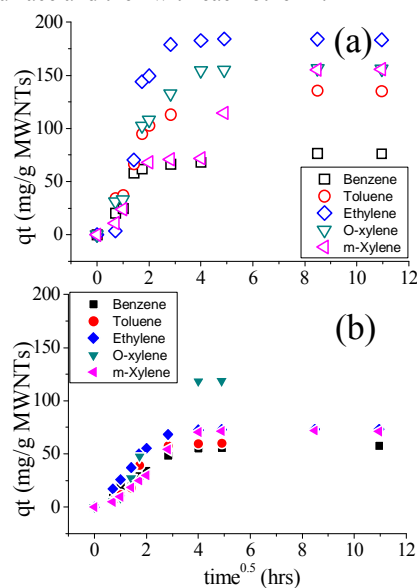 200
150
100
50
0
qt (mg/g MWNTs)
(a)
Benzene
Toluene
Ethylene
O-xylene
m-Xylene
0 2 4 6 8 10 12
200
150
100
50
0
qt (mg/g MWNTs)
Benzene
Toluene
Ethylene
O-xylene
m-Xylene
(b)
0 2 4 6 8 10 12
time^0.5 (hrs)